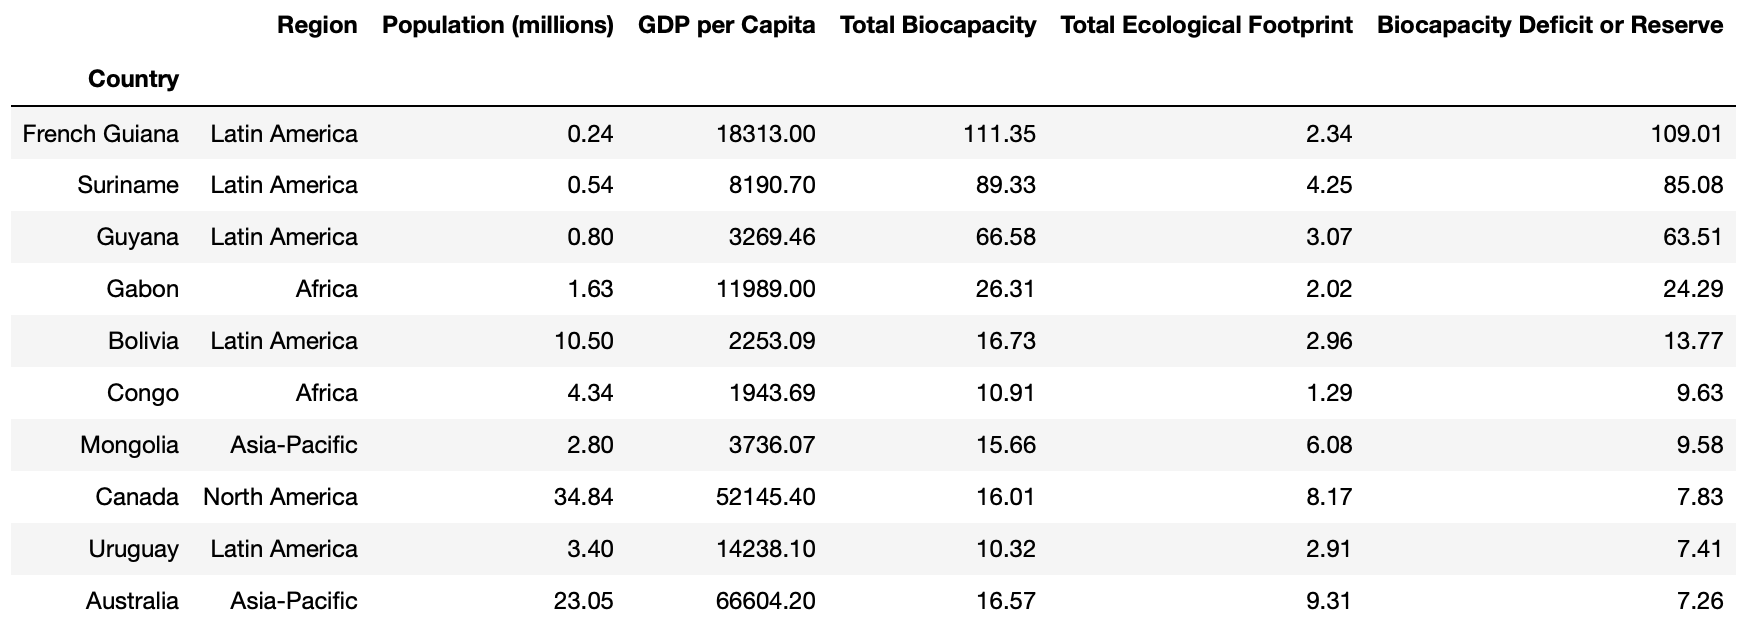 Region Population (millions) GDP per Capita Total Biocapacity Total Ecological Footprint Biocapacity Deficit or Reserve
Country
French Guiana Latin America 0.24 18313.00 111.35 2.34 109.01
Suriname Latin America 0.54 8190.70 89.33 4.25 85.08
Guyana Latin America 0.80 3269.46 66.58 3.07 63.51
Gabon Africa 1.63 11989.00 26.31 2.02 24.29
Bolivia Latin America 10.50 2253.09 16.73 2.96 13.77
Congo Africa 4.34 1943.69 10.91 1.29 9.63
Mongolia Asia-Pacific 2.80 3736.07 15.66 6.08 9.58
Canada North America 34.84 52145.40 16.01 8.17 7.83
Uruguay Latin America 3.40 14238.10 10.32 2.91 7.41
Australia Asia-Pacific 23.05 66604.20 16.57 9.31 7.26